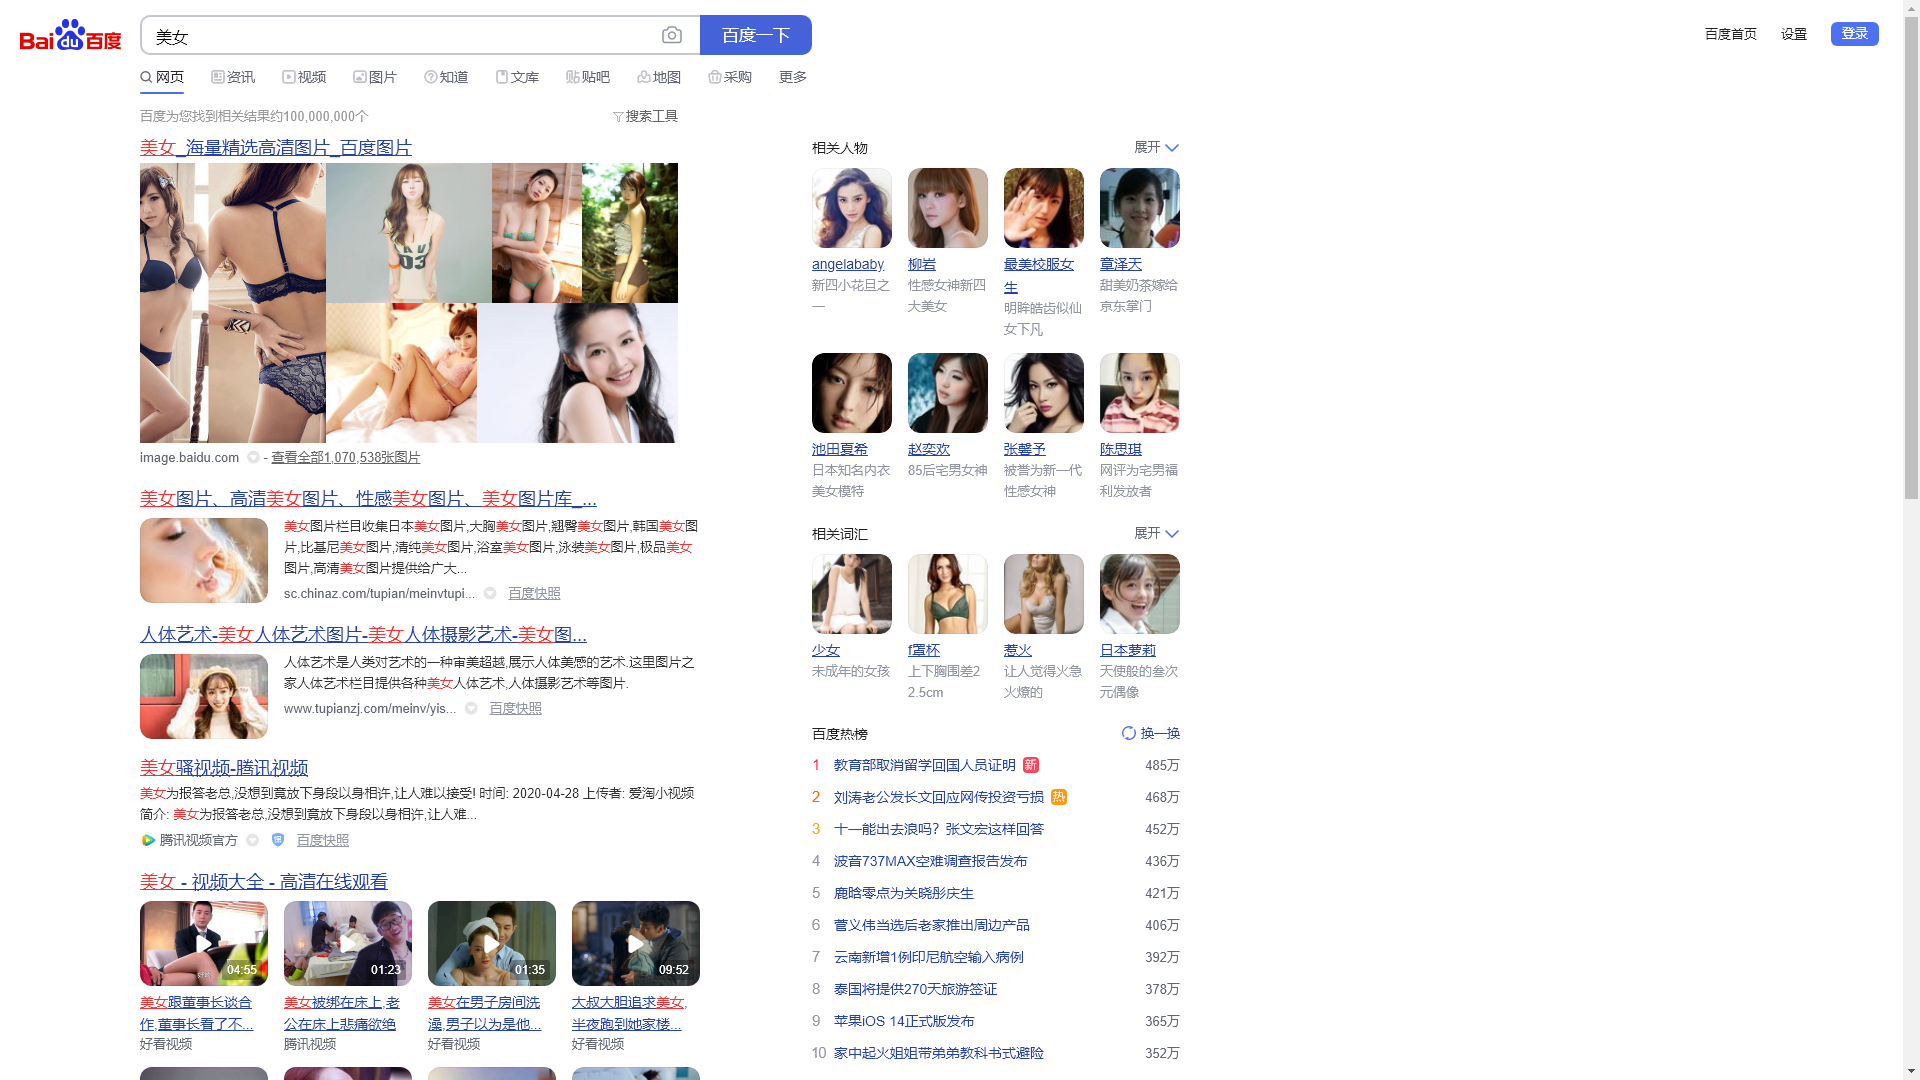 Bai du 百度
美女
百度一下
百度首页 设置 登录
网页 资讯 视频 图片 知道 文库 贴吧 地图 采购 更多
百度为您找到相关结果约100,000,000个
搜索工具
美女_海量精选高清图片_百度图片
image.baidu.com - 查看全部1,070,538张图片
美女图片、高清美女图片、性感美女图片、美女图片库_...
美女图片栏目收集日本美女图片,大胸美女图片,翘臀美女图片,韩国美女图
片,比基尼美女图片,清纯美女图片,浴室美女图片,泳装美女图片,极品美女
图片,高清美女图片提供给广大...
sc.chinaz.com/tupian/meinvtupi... 百度快照
人体艺术-美女人体艺术图片-美女人体摄影艺术-美女图...
人体艺术是人类对艺术的一种审美超越,展示人体美感的艺术.这里图片之
家人体艺术栏目提供各种美女人体艺术,人体摄影艺术等图片.
www.tupianzj.com/meinv/yis... 百度快照
美女骚视频-腾讯视频
美女为报答老总,没想到竟放下身段以身相许,让人难以接受! 时间: 2020-04-28 上传者: 爱淘小视频
简介: 美女为报答老总,没想到竟放下身段以身相许,让人难...
腾讯视频官方 百度快照
美女 - 视频大全 - 高清在线观看
04:55 01:23 01:35 09:52
美女跟董事长谈合
作,董事长看了不...
好看视频
美女被绑在床上,老
公在床上悲痛欲绝
腾讯视频
美女在男子房间洗
澡,男子以为是他...
好看视频
大叔大胆追求美女,
半夜跑到她家楼...
好看视频
相关人物 展开
angelababy
新四小花旦之
一
柳岩
性感女神新四
大美女
最美校服女
生
明眸皓齿似仙
女下凡
章泽天
甜美奶茶嫁给
京东掌门
池田夏希
日本知名内衣
美女模特
赵奕欢
85后宅男女神
张馨予
被誉为新一代
性感女神
陈思琪
网评为宅男福
利发放者
相关词汇 展开
少女
未成年的女孩
f罩杯
上下胸围差2
2.5cm
惹火
让人觉得火急
火燎的
日本萝莉
天使般的叁次
元偶像
百度热榜 换一换
1 教育部取消留学回国人员证明 新 485万
2 刘涛老公发长文回应网传投资亏损 热 468万
3 十一能出去浪吗？张文宏这样回答 452万
4 波音737MAX空难调查报告发布 436万
5 鹿晗零点为关晓彤庆生 421万
6 菅义伟当选后老家推出周边产品 406万
7 云南新增1例印尼航空输入病例 392万
8 泰国将提供270天旅游签证 378万
9 苹果iOS 14正式版发布 365万
10 家中起火姐姐带弟弟教科书式避险 352万